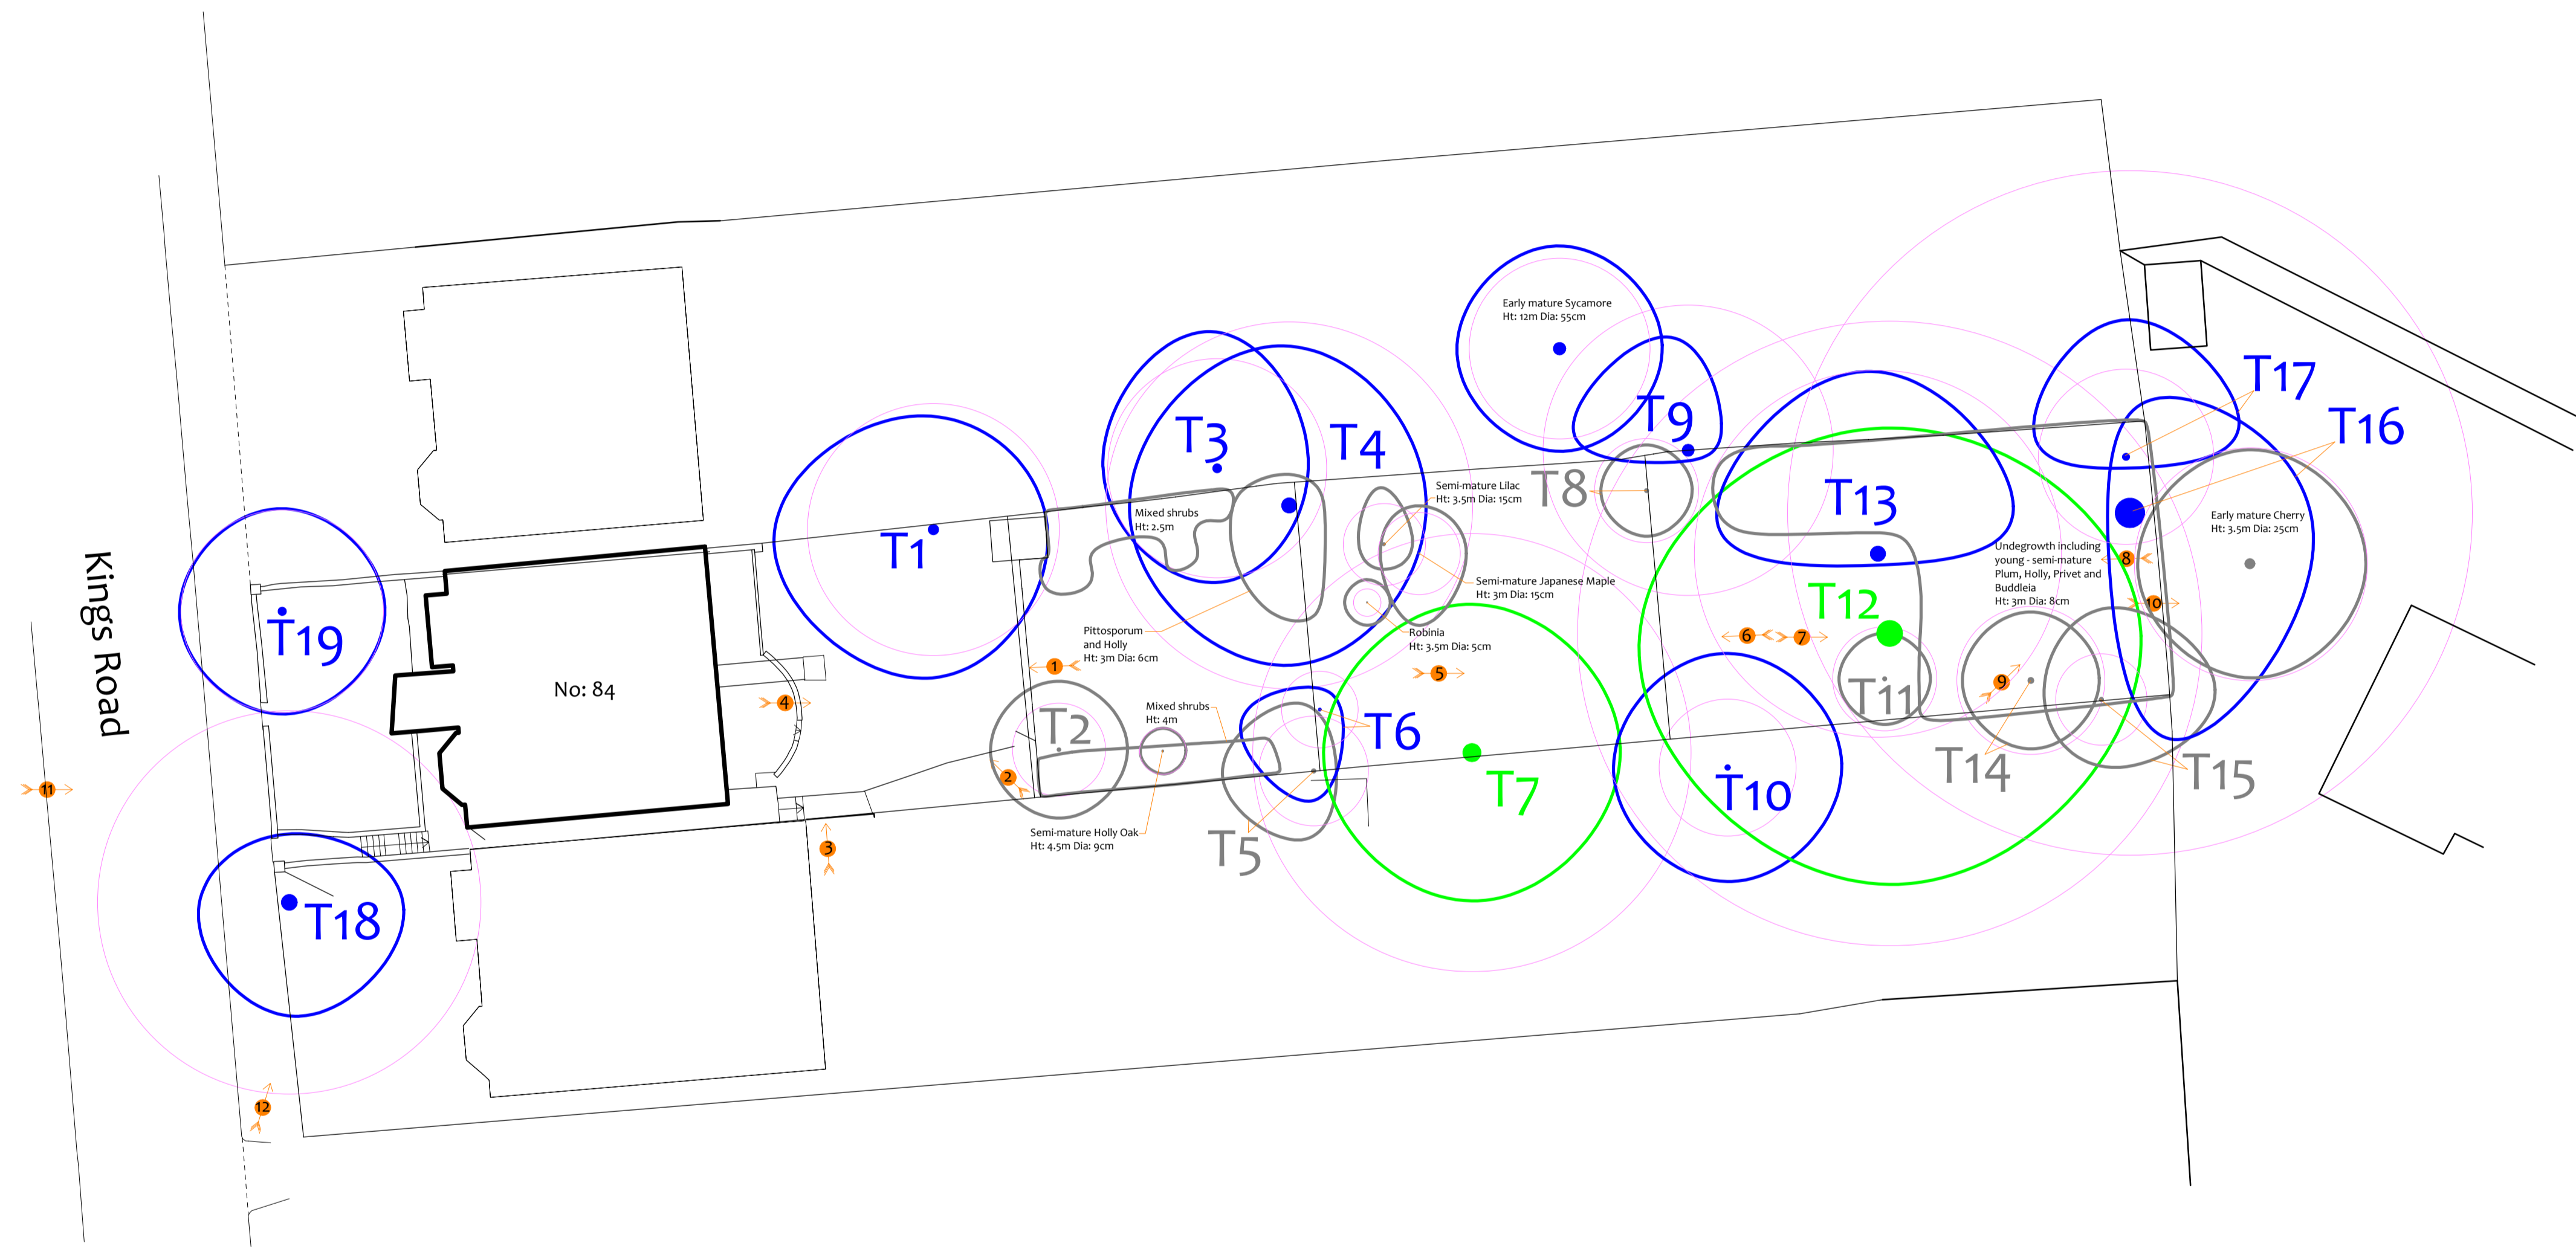 Early mature Sycamore
Ht: 12m Dia: 55cm
T17
T16
T9
T3
T4
T8
Semi-mature Lilac
Ht: 3.5m Dia: 15cm
T13
Mixed shrubs
Ht: 2.5m
Early mature Cherry
Ht: 3.5m Dia: 25cm
T1
Undegrowth including
young - semi-mature
Plum, Holly, Privet and
Buddleia
Ht: 3m Dia: 8cm
8
Semi-mature Japanese Maple
Ht: 3m Dia: 15cm
T12
10
Kings Road
T19
Pittosporum
and Holly
Ht: 3m Dia: 6cm
Robinia
Ht: 3.5m Dia: 5cm
6
7
1
5
9
No: 84
4
T11
Mixed shrubs
Ht: 4m
T2
T6
T14
T15
2
T7
T10
11
Semi-mature Holly Oak
Ht: 4.5m Dia: 9cm
T5
3
T18
12